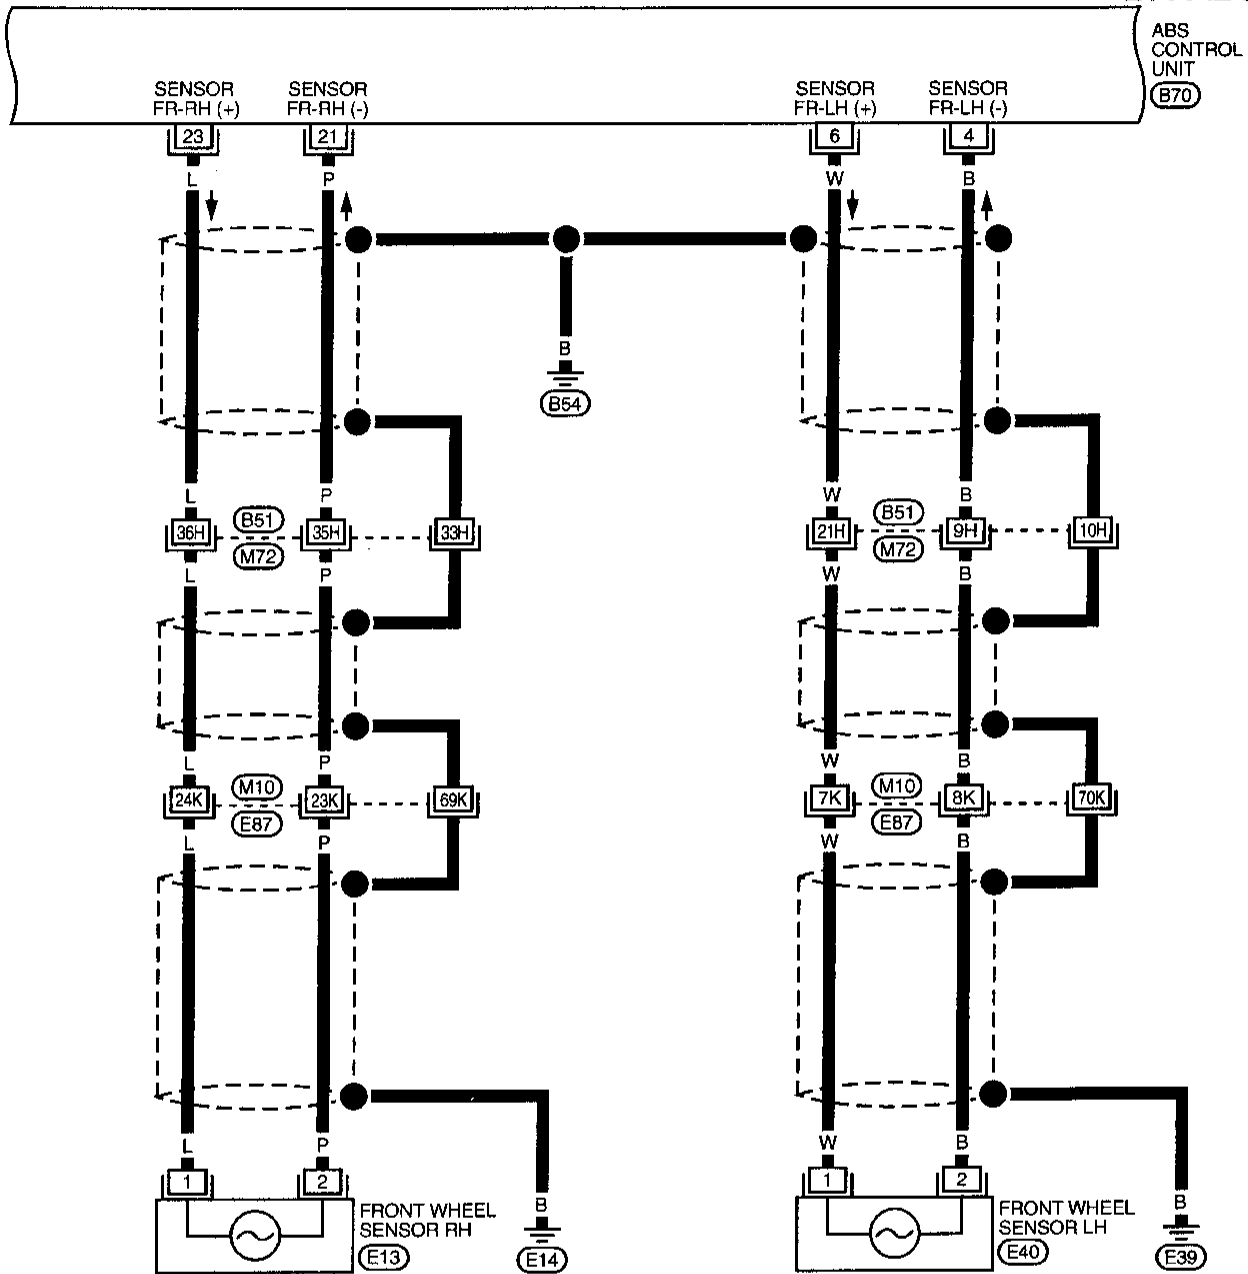 ABS
CONTROL
UNIT
B70
SENSOR
FR-RH (+)
SENSOR
FR-RH (-)
SENSOR
FR-LH (+)
SENSOR
FR-LH (-)
23
21
6
4
L
P
W
B
B
B54
L
P
W
B
36H
B51
M72
35H
33H
21H
B51
M72
9H
10H
L
P
W
B
L
P
W
B
24K
M10
E87
23K
69K
7K
M10
E87
8K
70K
L
P
W
B
L
P
W
B
1
2
1
2
FRONT WHEEL
SENSOR RH
E13
B
E14
FRONT WHEEL
SENSOR LH
E40
B
E39